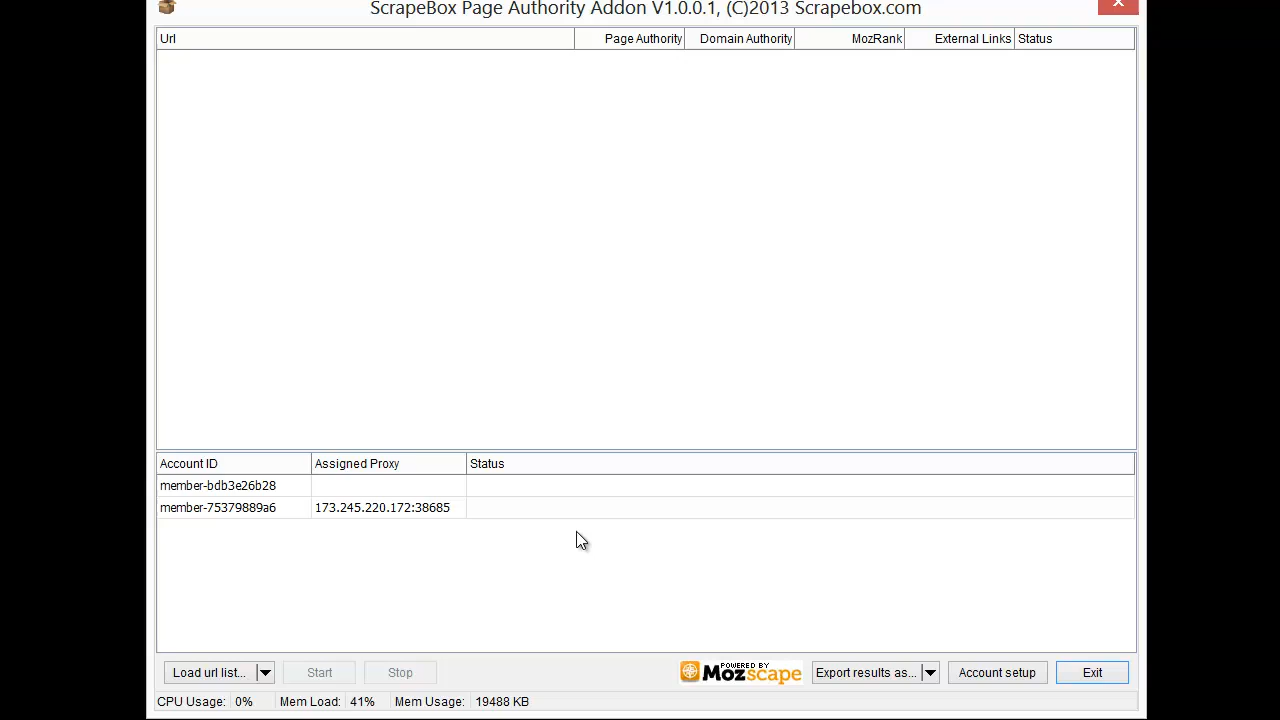 ScrapeBox Page Authority Addon V1.0.0.1, (C)2013 Scrapebox.com
Url Page Authority Domain Authority MozRank External Links Status
Account ID Assigned Proxy Status
member-bdb3e26b28
member-75379889a6 173.245.220.172:38685
Load url list... Start Stop POWERED BY Mozscape Export results as... Account setup Exit
CPU Usage: 0% Mem Load: 41% Mem Usage: 19488 KB